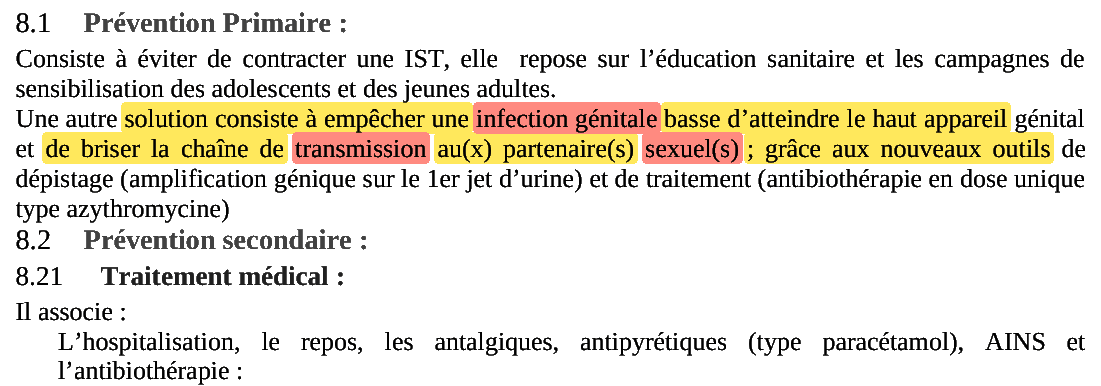 8.1 Prévention Primaire :
Consiste à éviter de contracter une IST, elle repose sur l’éducation sanitaire et les campagnes de
sensibilisation des adolescents et des jeunes adultes.
Une autre solution consiste à empêcher une infection génitale basse d’atteindre le haut appareil génital
et de briser la chaîne de transmission au(x) partenaire(s) sexuel(s) ; grâce aux nouveaux outils de
dépistage (amplification génique sur le 1er jet d’urine) et de traitement (antibiothérapie en dose unique
type azythromycine)
8.2 Prévention secondaire :
8.21 Traitement médical :
Il associe :
L’hospitalisation, le repos, les antalgiques, antipyrétiques (type paracétamol), AINS et
l’antibiothérapie :